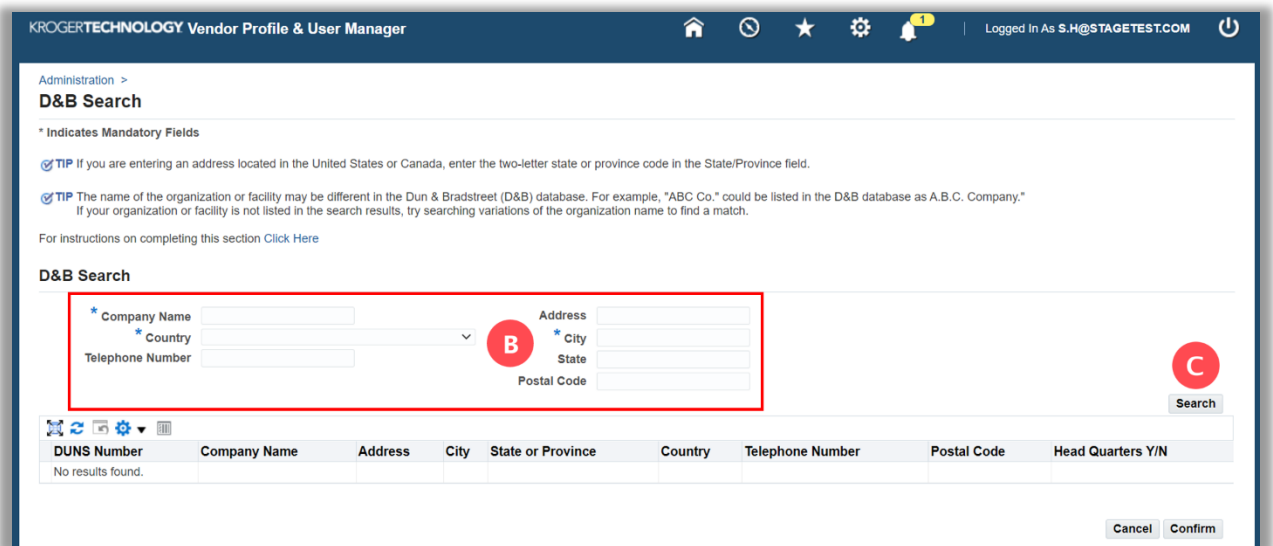 KROGERTECHNOLOGY. Vendor Profile & User Manager
1
Logged In As S.H@STAGETEST.COM
Administration >
D&B Search
* Indicates Mandatory Fields
TIP If you are entering an address located in the United States or Canada, enter the two-letter state or province code in the State/Province field.
TIP The name of the organization or facility may be different in the Dun & Bradstreet (D&B) database. For example, "ABC Co." could be listed in the D&B database as A.B.C. Company."
If your organization or facility is not listed in the search results, try searching variations of the organization name to find a match.
For instructions on completing this section Click Here
D&B Search
* Company Name
* Country
Telephone Number
B
Address
* City
State
Postal Code
C
Search
DUNS Number Company Name Address City State or Province Country Telephone Number Postal Code Head Quarters Y/N
No results found.
Cancel Confirm